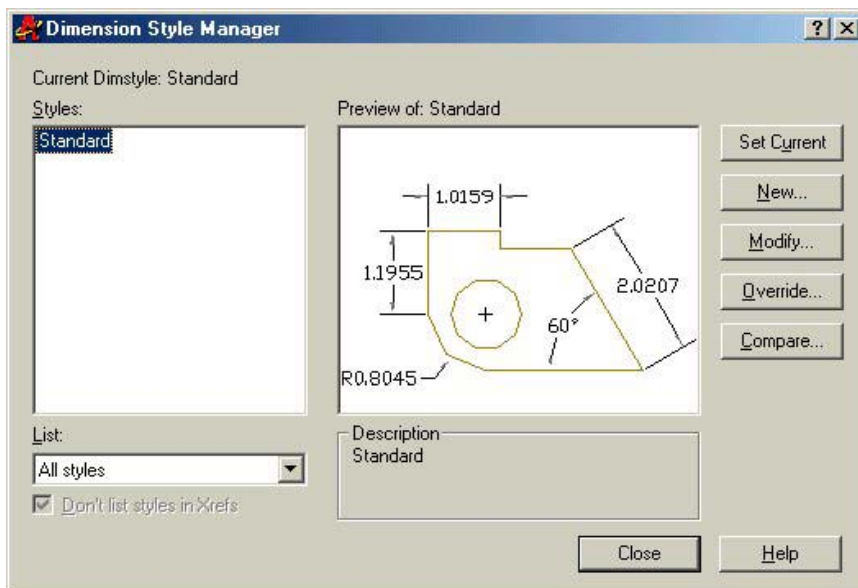 Dimension Style Manager
Current Dimstyle: Standard
Styles:
Standard
Preview of: Standard
1.0159
1.1955
2.0207
60°
R0.8045
Set Current
New...
Modify...
Override...
Compare...
List:
All styles
Don't list styles in Xrefs
Description
Standard
Close
Help